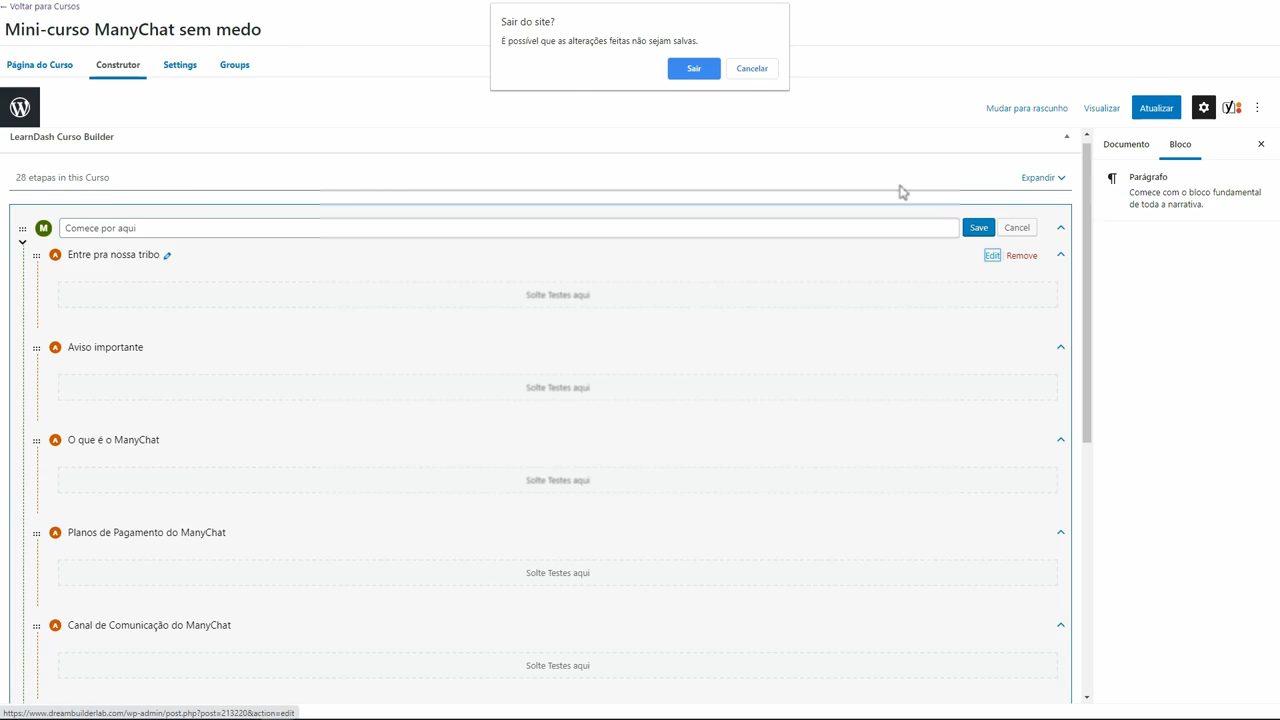 ← Voltar para Cursos
Mini-curso ManyChat sem medo
Sair do site?
É possível que as alterações feitas não sejam salvas.
Sair Cancelar
Página do Curso Construtor Settings Groups
Mudar para rascunho Visualizar Atualizar
LearnDash Curso Builder
Documento Bloco
28 etapas in this Curso Expandir
Parágrafo
Comece com o bloco fundamental
de toda a narrativa.
M Comece por aqui Save Cancel
A Entre pra nossa tribo Edit Remove
Solte Testes aqui
A Aviso importante
Solte Testes aqui
A O que é o ManyChat
Solte Testes aqui
A Planos de Pagamento do ManyChat
Solte Testes aqui
A Canal de Comunicação do ManyChat
Solte Testes aqui
https://www.dreambuilderlab.com/wp-admin/post.php?post=213220&action=edit